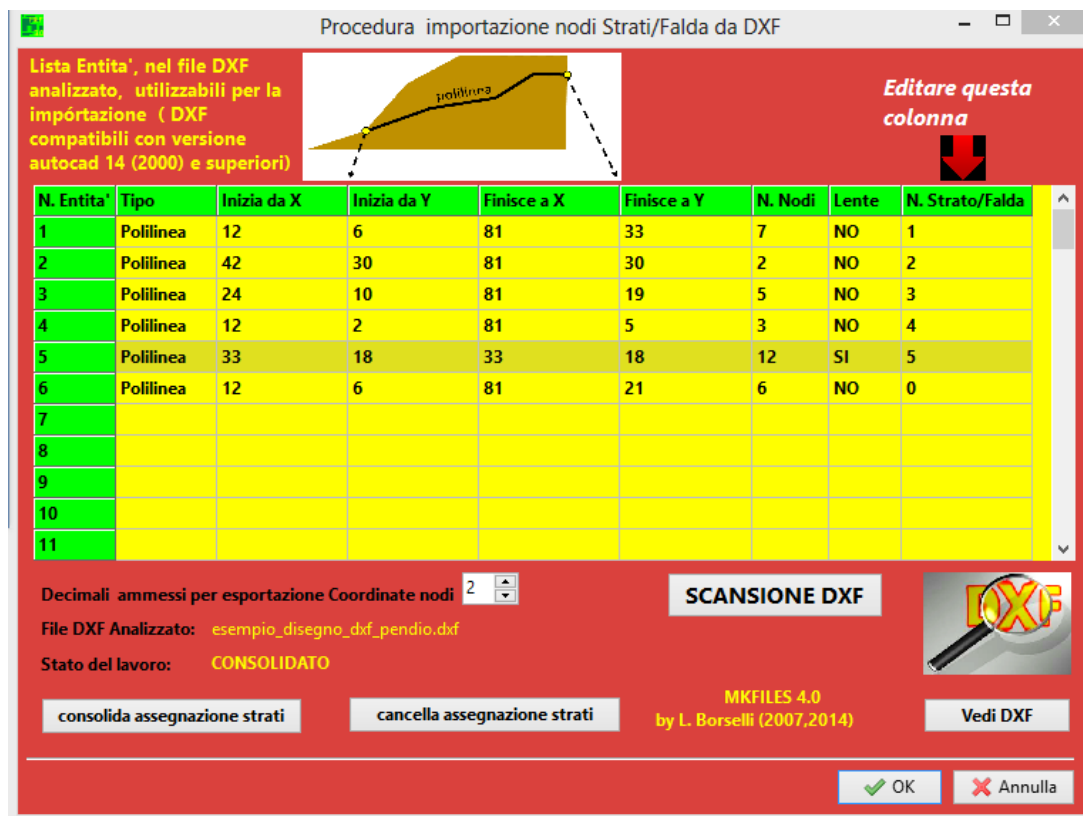 Procedura importazione nodi Strati/Falda da DXF
Lista Entita', nel file DXF
analizzato, utilizzabili per la
impórtazione ( DXF
compatibili con versione
autocad 14 (2000) e superiori)
polilinea
Editare questa
colonna
N. Entita' Tipo Inizia da X Inizia da Y Finisce a X Finisce a Y N. Nodi Lente N. Strato/Falda
1 Polilinea 12 6 81 33 7 NO 1
2 Polilinea 42 30 81 30 2 NO 2
3 Polilinea 24 10 81 19 5 NO 3
4 Polilinea 12 2 81 5 3 NO 4
5 Polilinea 33 18 33 18 12 SI 5
6 Polilinea 12 6 81 21 6 NO 0
7
8
9
10
11
Decimali ammessi per esportazione Coordinate nodi 2
SCANSIONE DXF
DXF
File DXF Analizzato: esempio_disegno_dxf_pendio.dxf
Stato del lavoro: CONSOLIDATO
consolida assegnazione strati
cancella assegnazione strati
MKFILES 4.0
by L. Borselli (2007,2014)
Vedi DXF
OK
Annulla